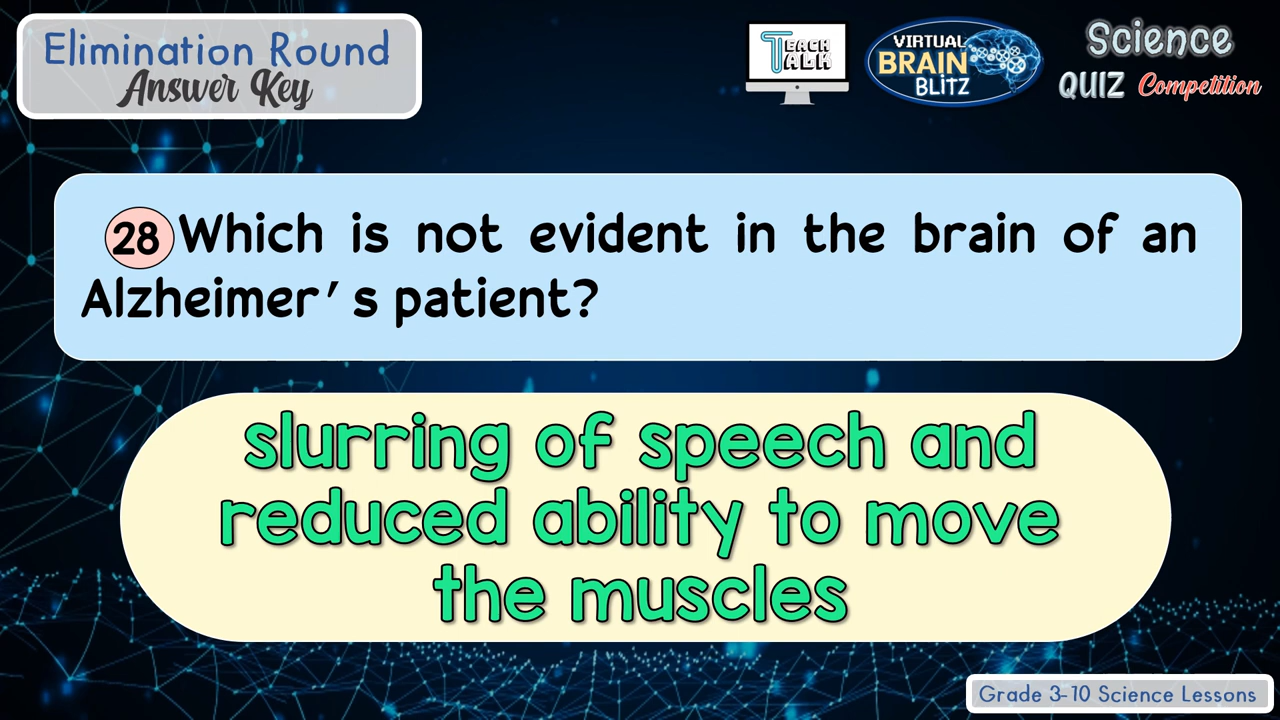 Elimination Round
Answer Key
TEACH
TALK
VIRTUAL
BRAIN
BLITZ
Science
QUIZ Competition
28 Which is not evident in the brain of an
Alzheimer's patient?
slurring of speech and
reduced ability to move
the muscles
Grade 3-10 Science Lessons